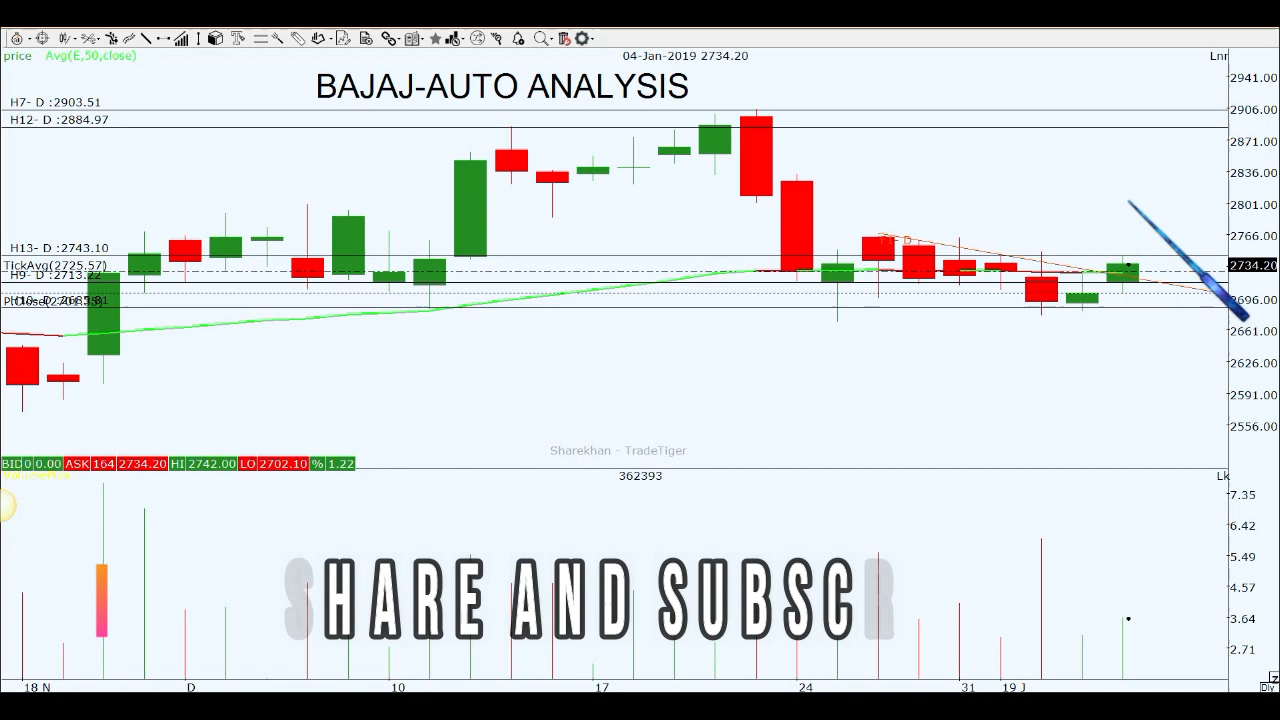 price Avg(E,50,close) 04-Jan-2019 2734.20 Lnr
BAJAJ-AUTO ANALYSIS
2941.00
H7- D :2903.51
2906.00
H12- D :2884.97
2871.00
2836.00
2801.00
H13- D :2743.10
2766.00
TickAvg(2725.57)
2734.20
H9- D :2713.22
2696.00
2661.00
2626.00
2591.00
2556.00
Sharekhan - TradeTiger
BID 0 0.00 ASK 164 2734.20 HI 2742.00 LO 2702.10 % 1.22
362393 Lk
7.35
6.42
5.49
4.57
3.64
2.71
SHARE AND SUBSCR
18 N D 10 17 24 31 19 J Dly